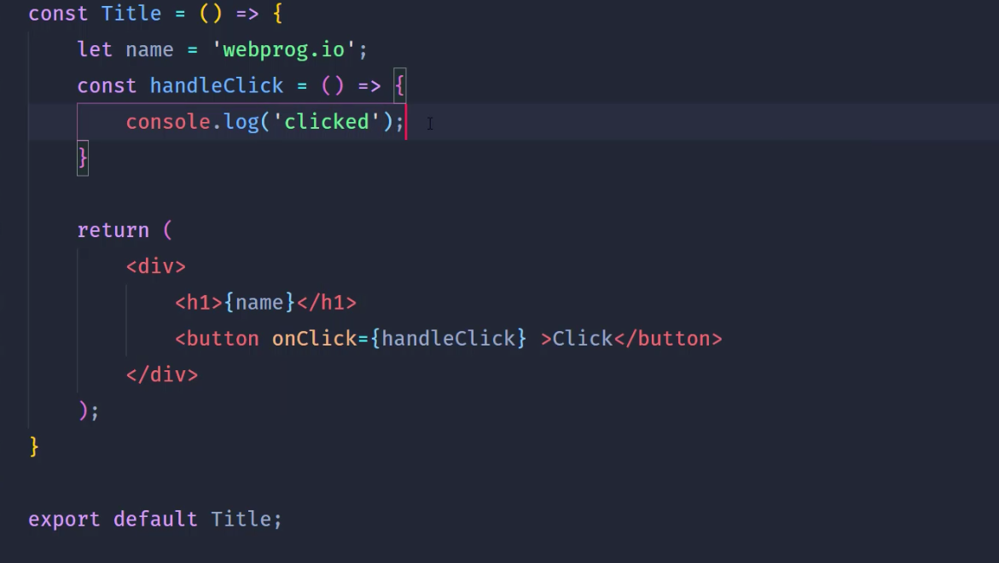 const Title = () => {
    let name = 'webprog.io';
    const handleClick = () => {
        console.log('clicked');
    }

    return (
        <div>
            <h1>{name}</h1>
            <button onClick={handleClick} >Click</button>
        </div>
    );
}

export default Title;